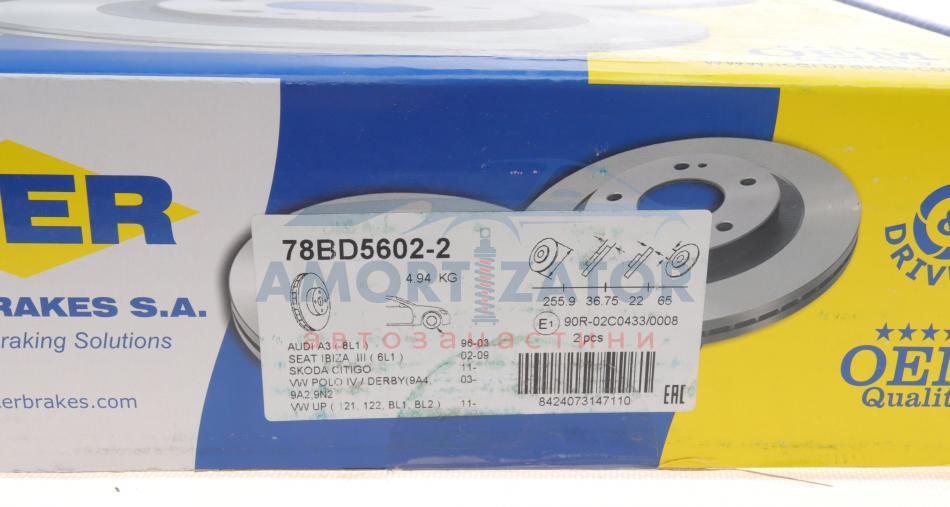 ER
RAKES S.A.
raking Solutions
erbrakes.com
78BD5602-2
4.94 KG
AUDI A3 ( 8L1 ) 96-03
SEAT IBIZA III ( 6L1 ) 02-09
SKODA CITIGO 11-
VW POLO IV / DERBY(9A4, 03-
9A2,9N2
VW UP ( 121, 122, BL1, BL2 ) 11-
255.9 36.75 22 65
E1 90R-02C0433/0008
2 pcs
8424073147110
EAC
AMORTIZATOR
автозапчастини
DRIV
OE
Qualit